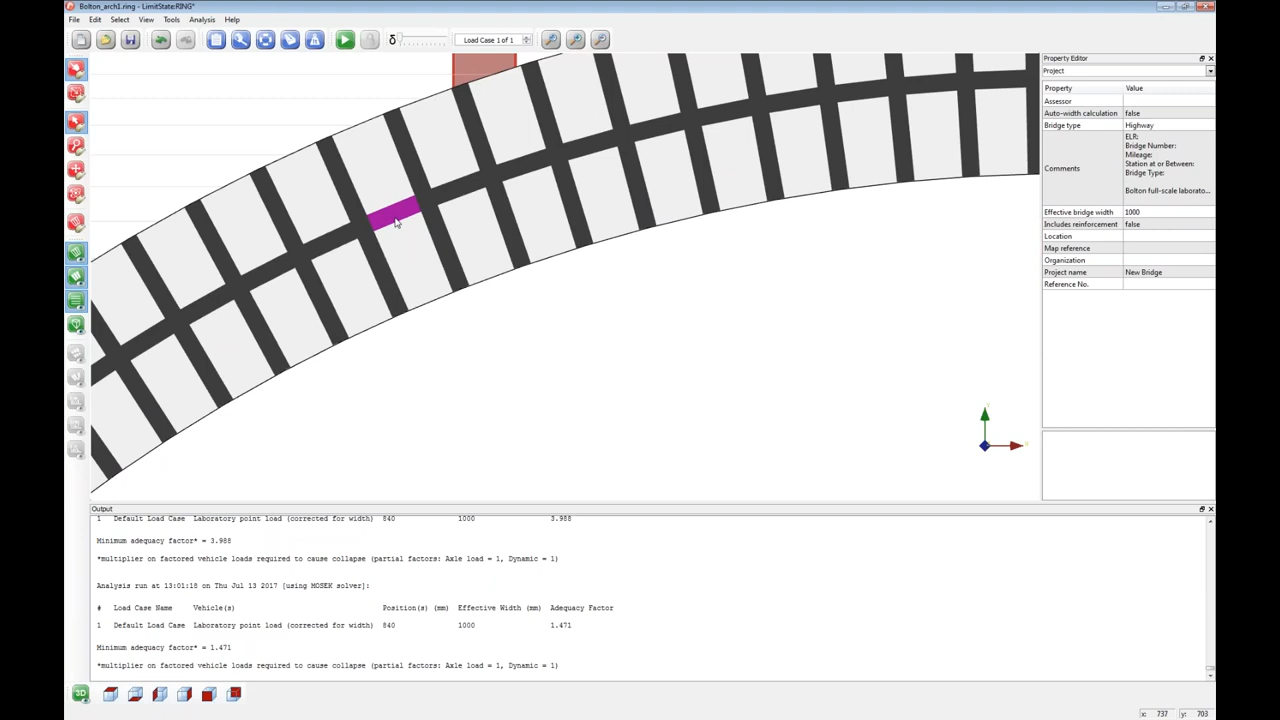 Bolton_arch1.ring - LimitState:RING*
File Edit Select View Tools Analysis Help
δ Load Case 1 of 1
Property Editor
Project
Property Value
Assessor
Auto-width calculation false
Bridge type Highway
Comments
ELR:
Bridge Number:
Mileage:
Station at or Between:
Bridge Type:
Bolton full-scale laborato...
Effective bridge width 1000
Includes reinforcement false
Location
Map reference
Organization
Project name New Bridge
Reference No.
Output
1 Default Load Case Laboratory point load (corrected for width) 840 1000 3.988
Minimum adequacy factor* = 3.988
*multiplier on factored vehicle loads required to cause collapse (partial factors: Axle load = 1, Dynamic = 1)
Analysis run at 13:01:18 on Thu Jul 13 2017 [using MOSEK solver]:
# Load Case Name Vehicle(s) Position(s) (mm) Effective Width (mm) Adequacy Factor
1 Default Load Case Laboratory point load (corrected for width) 840 1000 1.471
Minimum adequacy factor* = 1.471
*multiplier on factored vehicle loads required to cause collapse (partial factors: Axle load = 1, Dynamic = 1)
3D
x: 737 y: 703